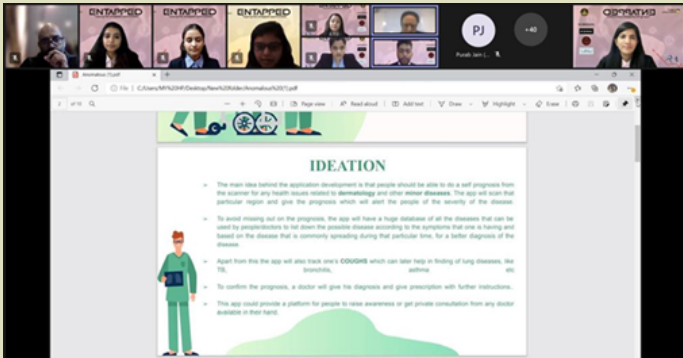 ENTAPPED
ENTAPPED
ENTAPPED
ENTAPPED
PJ
Purab Jain (...
+40
Anomalous (1).pdf
File | C:/Users/MY%20HP/Desktop/New%20folder/Anomalous%20(1).pdf
2 of 10
Page view
Read aloud
Add text
Draw
Highlight
Erase
IDEATION
The main idea behind the application development is that people should be able to do a self prognosis from
the scanner for any health issues related to dermatology and other minor diseases. The app will scan that
particular region and give the prognosis which will alert the people of the severity of the disease.
To avoid missing out on the prognosis, the app will have a huge database of all the diseases that can be
used by people/doctors to list down the possible disease according to the symptoms that one is having and
based on the disease that is commonly spreading during that particular time, for a better diagnosis of the
disease.
Apart from this the app will also track one's COUGHS which can later help in finding of lung diseases, like
TB, bronchitis, asthma etc
To confirm the prognosis, a doctor will give his diagnosis and give prescription with further instructions.
This app could provide a platform for people to raise awareness or get private consultation from any doctor
available in their hand.